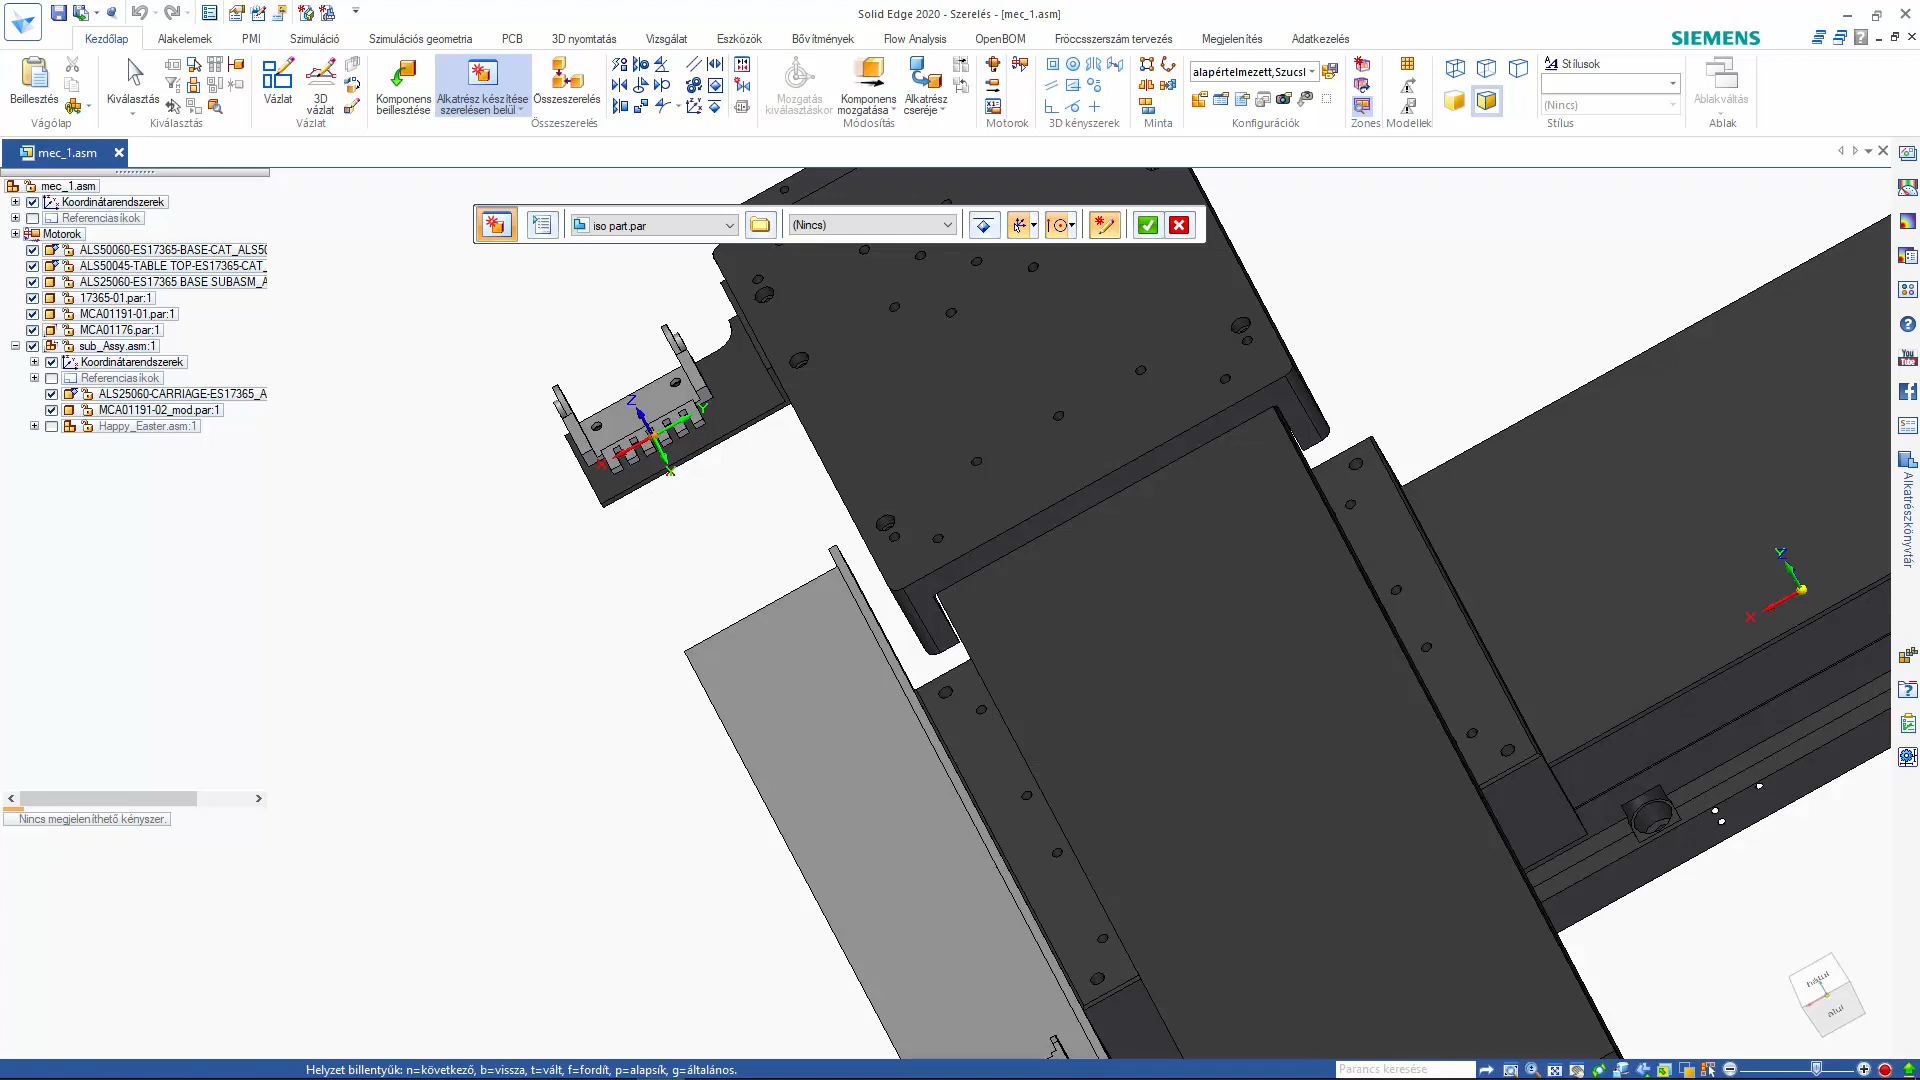 Solid Edge 2020 - Szerelés - [mec_1.asm]
Kezdőlap
Alakelemek
PMI
Szimuláció
Szimulációs geometria
PCB
3D nyomtatás
Vizsgálat
Eszközök
Bővítmények
Flow Analysis
OpenBOM
Fröccsszerszám tervezés
Megjelenítés
Adatkezelés
SIEMENS
Beillesztés
Vágólap
Kiválasztás
Kiválasztás
Vázlat
3D vázlat
Vázlat
Komponens beillesztése
Alkatrész készítése szerelésen belül
Összeszerelés
Összeszerelés
Mozgatás kiválasztáskor
Komponens mozgatása
Alkatrész cseréje
Módosítás
Motorok
3D kényszerek
Minta
alapértelmezett,Szucsl
Konfigurációk
Zones
Modellek
Stílusok
(Nincs)
Stílus
Ablakváltás
Ablak
mec_1.asm
iso part.par
(Nincs)
mec_1.asm
Koordinátarendszerek
Referenciasíkok
Motorok
ALS50060-ES17365-BASE-CAT_ALS50
ALS50045-TABLE TOP-ES17365-CAT_
ALS25060-ES17365 BASE SUBASM_A
17365-01.par:1
MCA01191-01.par:1
MCA01176.par:1
sub_Assy.asm:1
Koordinátarendszerek
Referenciasíkok
ALS25060-CARRIAGE-ES17365_A
MCA01191-02_mod.par:1
Happy_Easter.asm:1
Nincs megjeleníthető kényszer.
Z
Y
X
X
Alkatrészkönyvtár
You Tube
Alul
Helyzet billentyűk: n=következő, b=vissza, t=vált, f=fordít, p=alapsík, g=általános.
Parancs keresése